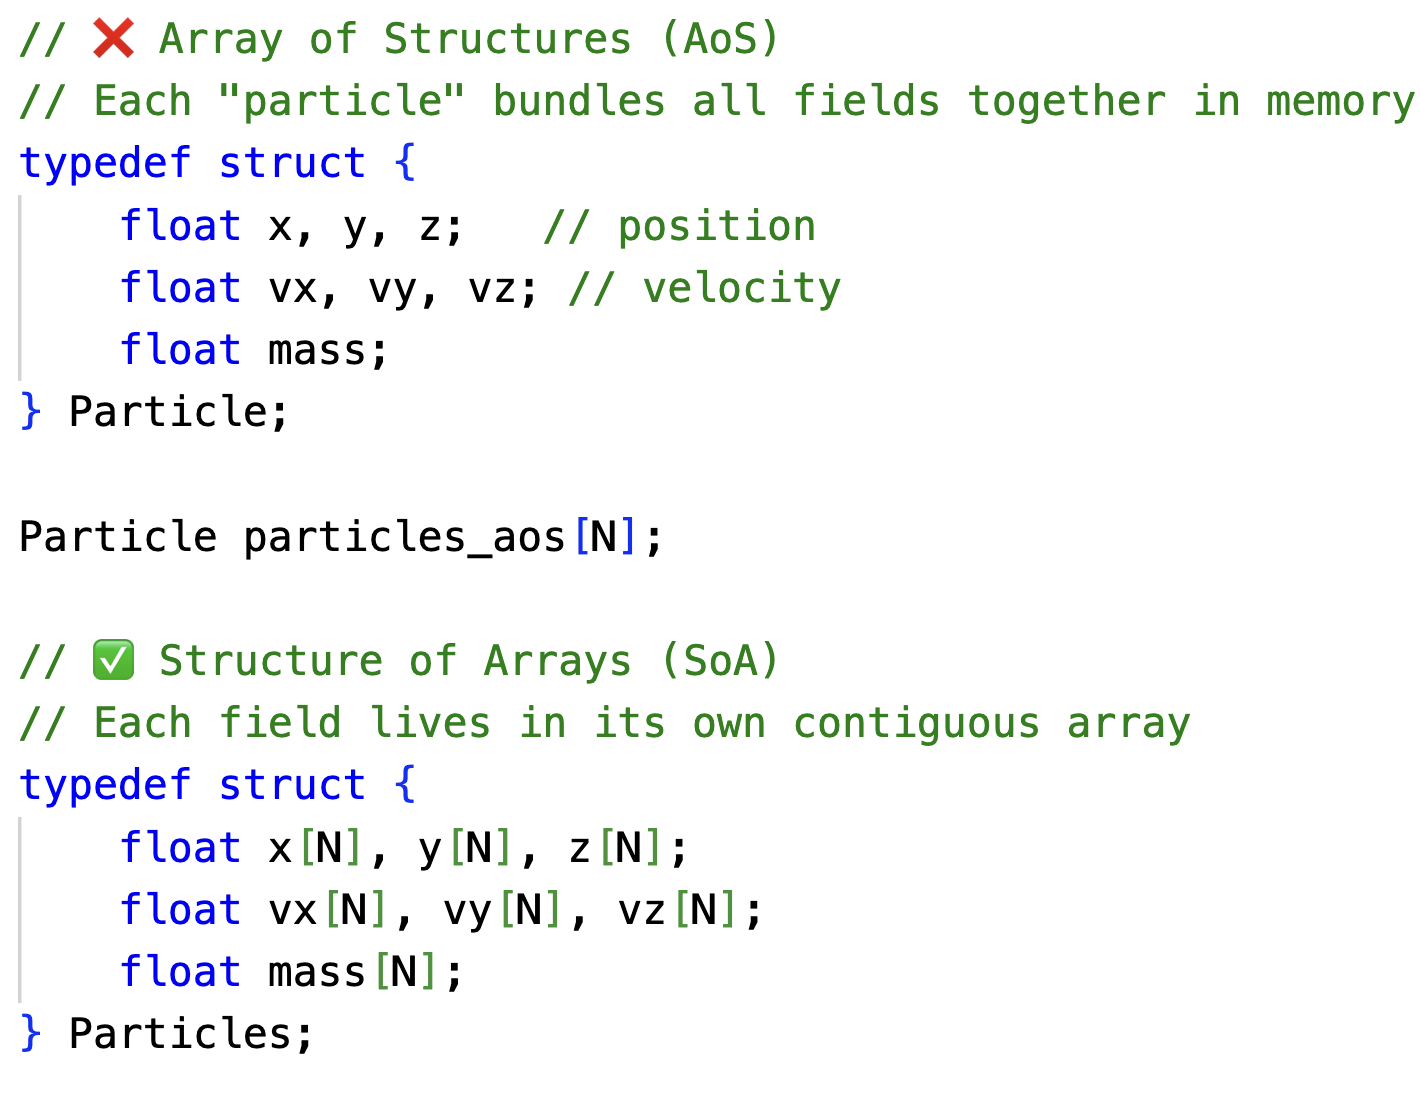 // ❌ Array of Structures (AoS)
// Each "particle" bundles all fields together in memory
typedef struct {
    float x, y, z;   // position
    float vx, vy, vz; // velocity
    float mass;
} Particle;

Particle particles_aos[N];

// ✅ Structure of Arrays (SoA)
// Each field lives in its own contiguous array
typedef struct {
    float x[N], y[N], z[N];
    float vx[N], vy[N], vz[N];
    float mass[N];
} Particles;